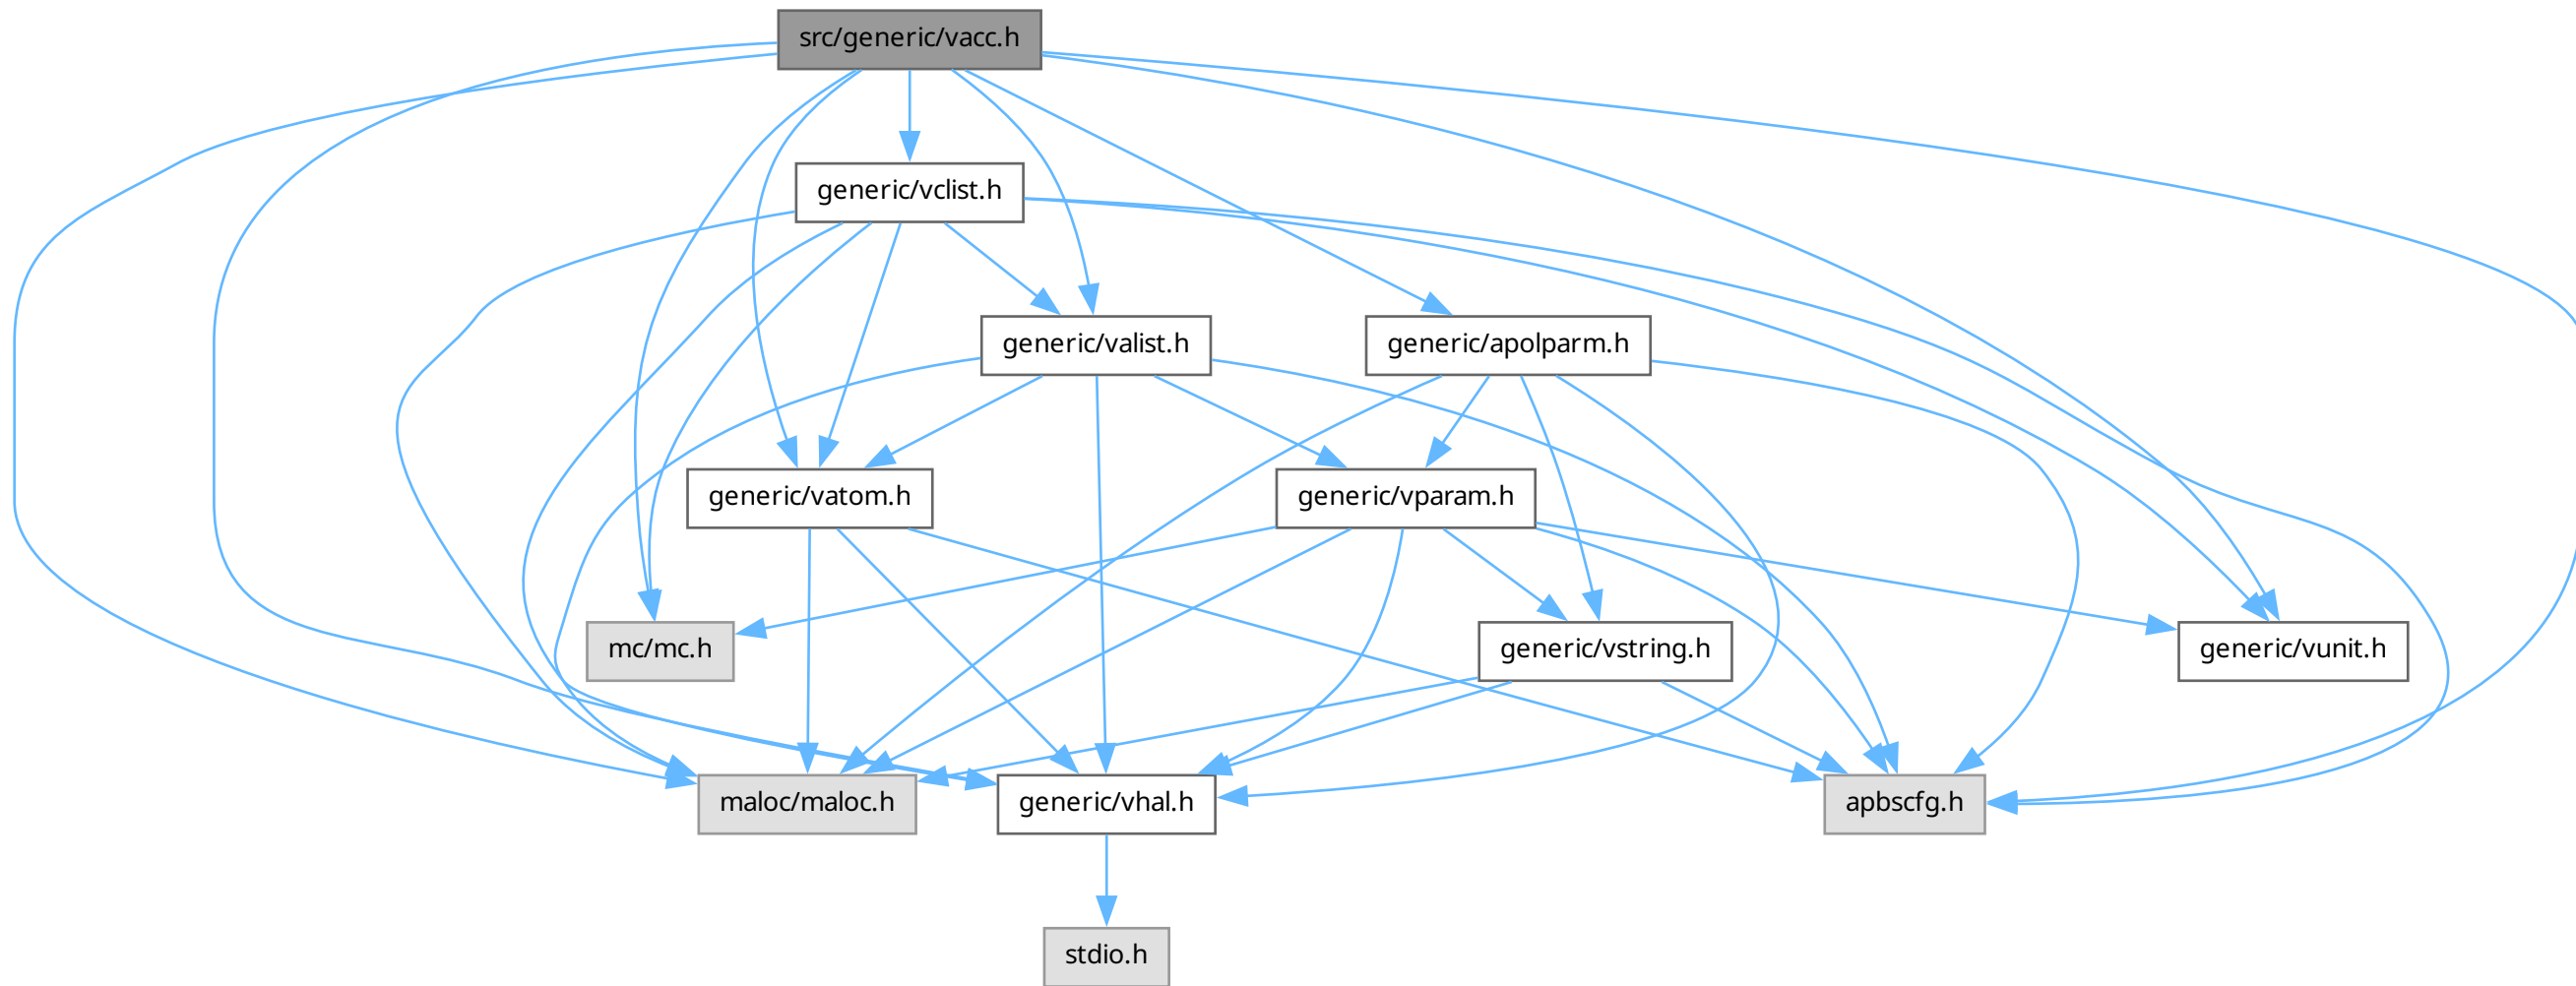 src/generic/vacc.h
generic/vclist.h
generic/valist.h
generic/apolparm.h
generic/vatom.h
generic/vparam.h
mc/mc.h
generic/vstring.h
generic/vunit.h
maloc/maloc.h
generic/vhal.h
apbscfg.h
stdio.h